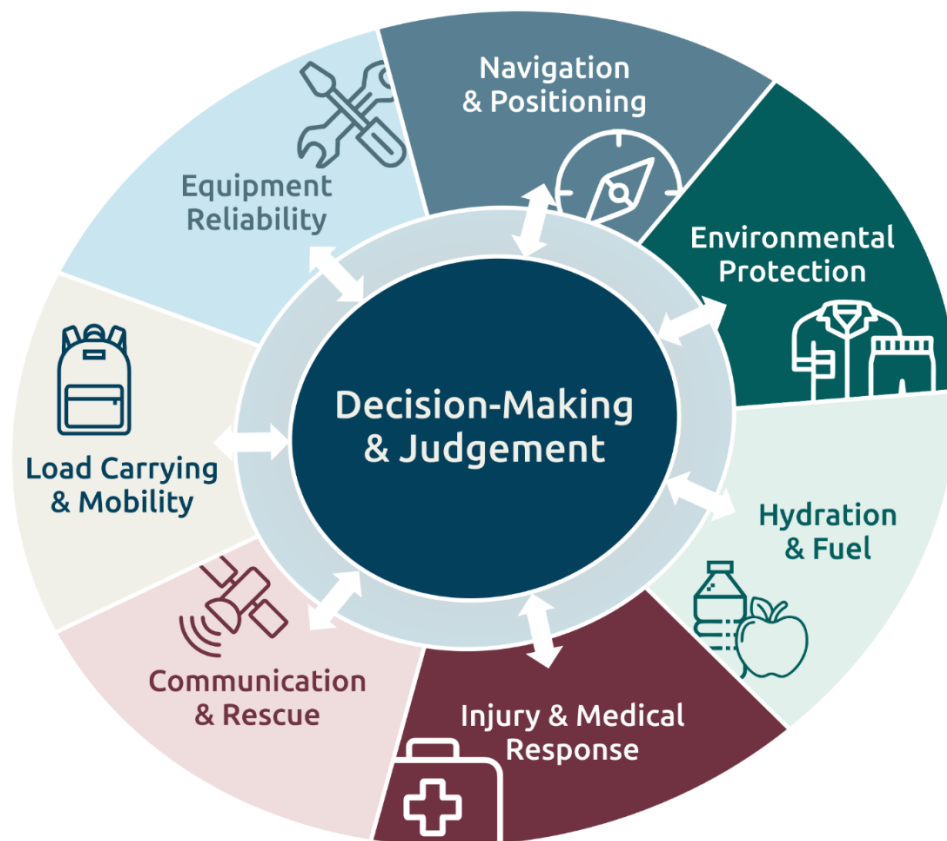 Navigation
& Positioning
Environmental
Protection
Hydration
& Fuel
Injury & Medical
Response
Communication
& Rescue
Load Carrying
& Mobility
Equipment
Reliability
Decision-Making
& Judgement